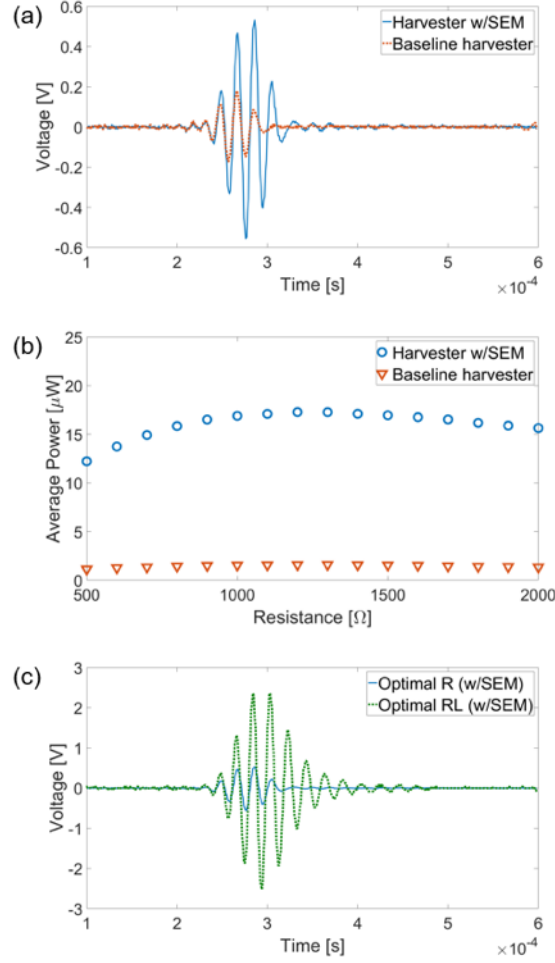 (a)
0.6
0.4
0.2
0
-0.2
-0.4
-0.6
Voltage [V]
Harvester w/SEM
Baseline harvester
1 2 3 4 5 6
Time [s]
×10⁻⁴
(b)
25
20
15
10
5
0
Average Power [μW]
Harvester w/SEM
Baseline harvester
500 1000 1500 2000
Resistance [Ω]
(c)
3
2
1
0
-1
-2
-3
Voltage [V]
Optimal R (w/SEM)
Optimal RL (w/SEM)
1 2 3 4 5 6
Time [s]
×10⁻⁴